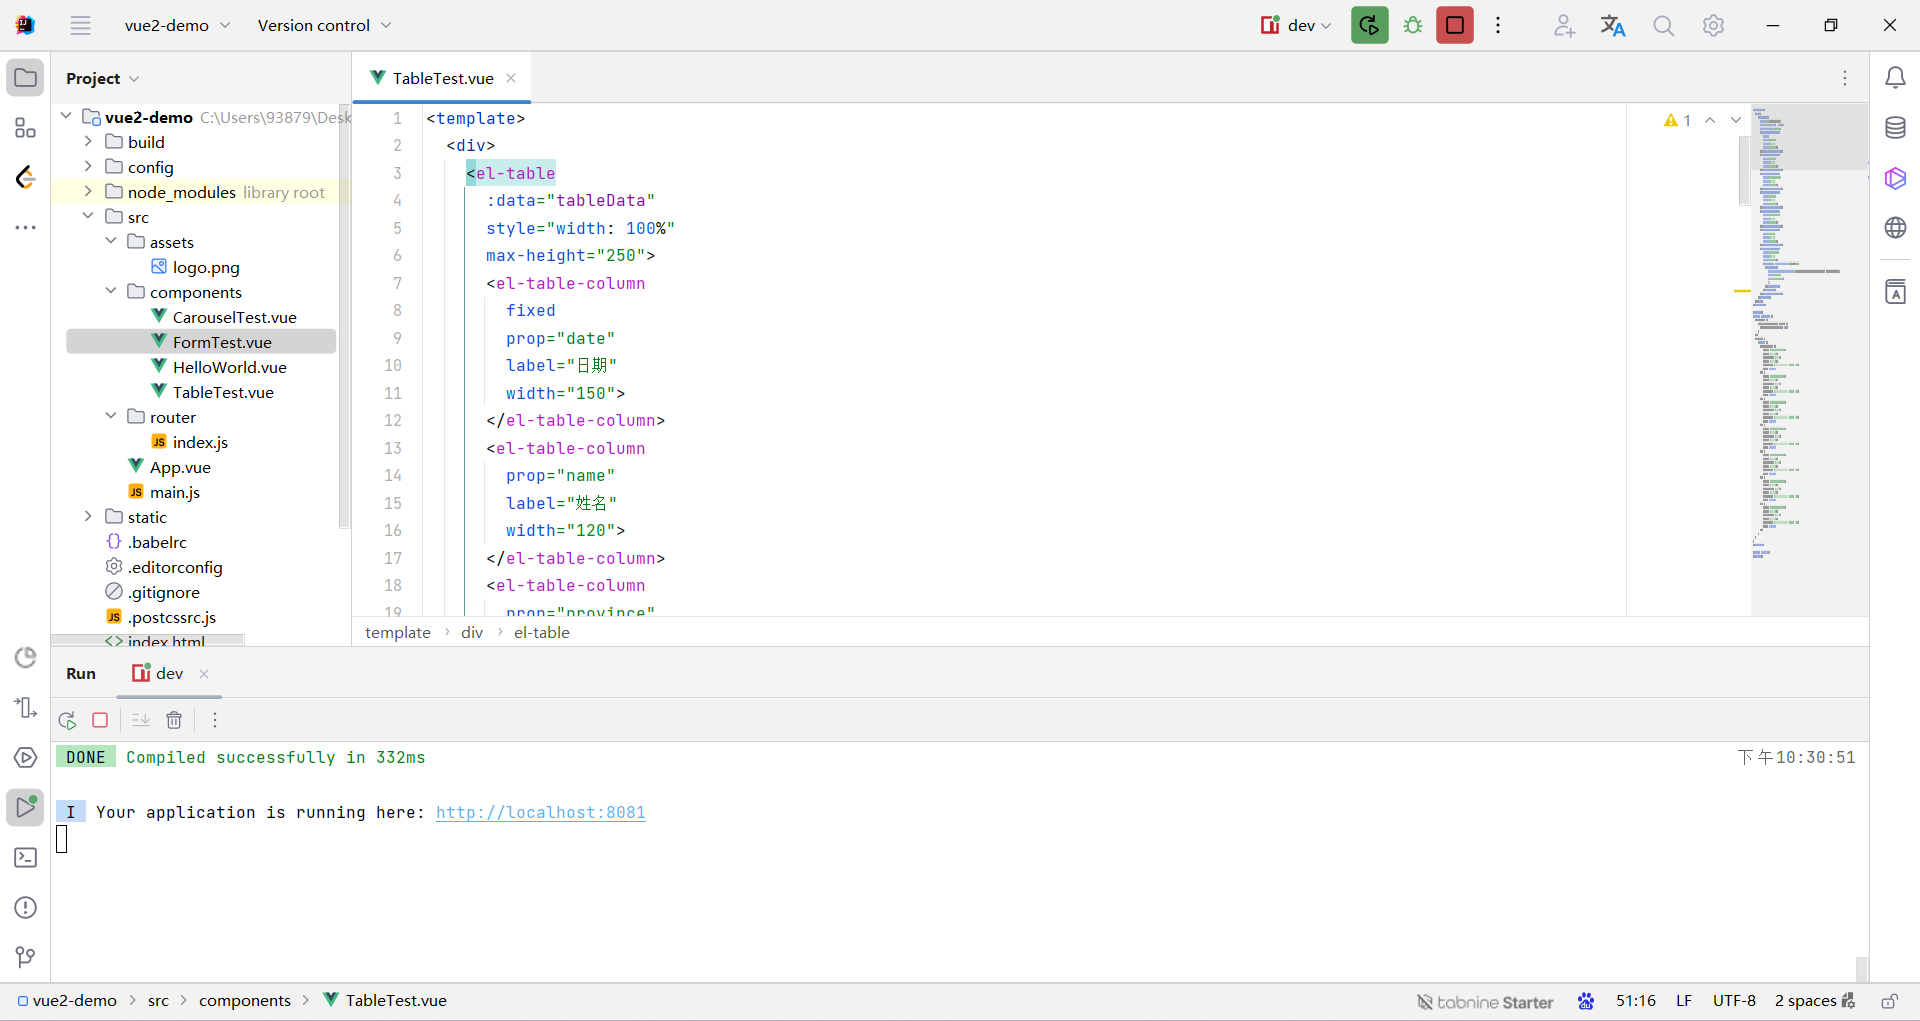 vue2-demo
Version control
dev
Project
TableTest.vue
vue2-demo C:\Users\93879\Desk
build
config
node_modules library root
src
assets
logo.png
components
CarouselTest.vue
FormTest.vue
HelloWorld.vue
TableTest.vue
router
index.js
App.vue
main.js
static
.babelrc
.editorconfig
.gitignore
.postcssrc.js
index.html
1 <template>
2 <div>
3 <el-table
4 :data="tableData"
5 style="width: 100%"
6 max-height="250">
7 <el-table-column
8 fixed
9 prop="date"
10 label="日期"
11 width="150">
12 </el-table-column>
13 <el-table-column
14 prop="name"
15 label="姓名"
16 width="120">
17 </el-table-column>
18 <el-table-column
19 prop="province"
1
template
div
el-table
Run
dev
DONE Compiled successfully in 332ms
下午10:30:51
I Your application is running here: http://localhost:8081
vue2-demo
src
components
TableTest.vue
tabnine Starter
51:16
LF
UTF-8
2 spaces